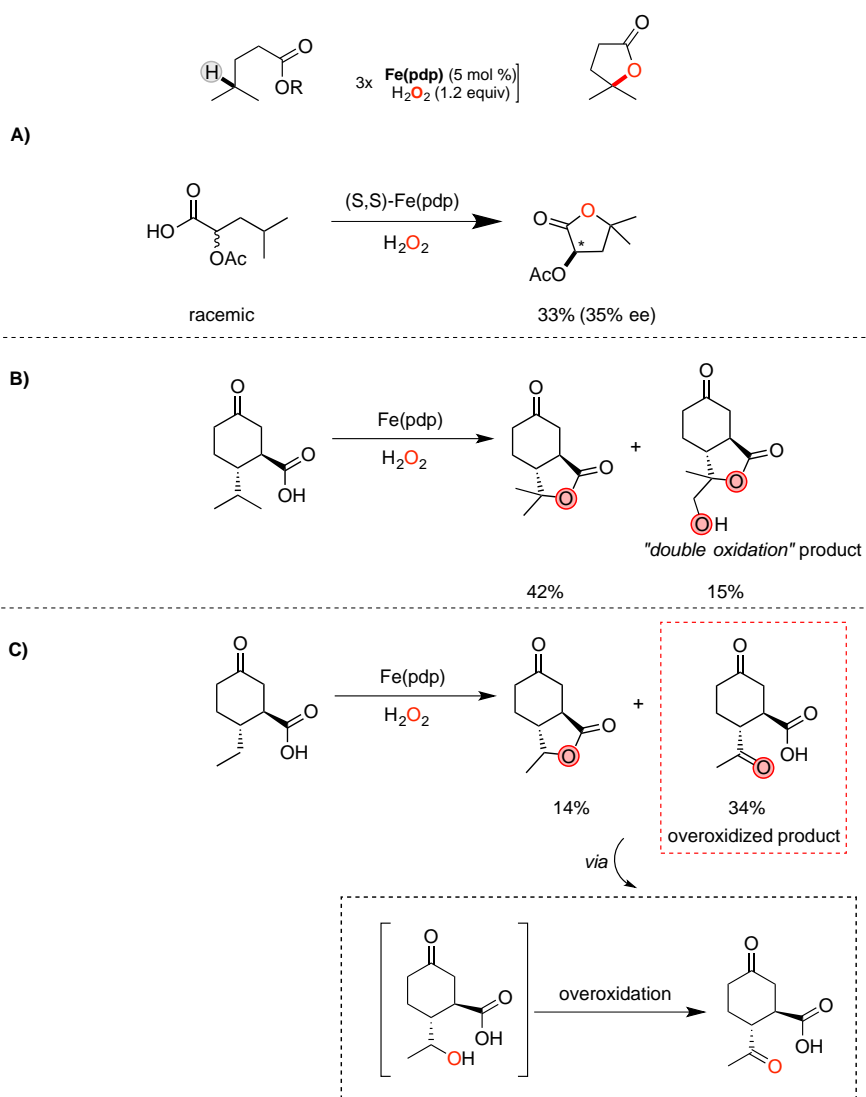 H
O
OR
3x Fe(pdp) (5 mol %)
H2O2 (1.2 equiv)
O
O
A)
O
HO
OAc
(S,S)-Fe(pdp)
H2O2
O
O
*
AcO
racemic
33% (35% ee)
B)
O
O
OH
Fe(pdp)
H2O2
O
O
O
+
O
O
O
OH
"double oxidation" product
42%
15%
C)
O
O
OH
Fe(pdp)
H2O2
O
O
O
+
O
O
OH
O
14%
34%
overoxidized product
via
O
O
OH
OH
overoxidation
O
O
OH
O